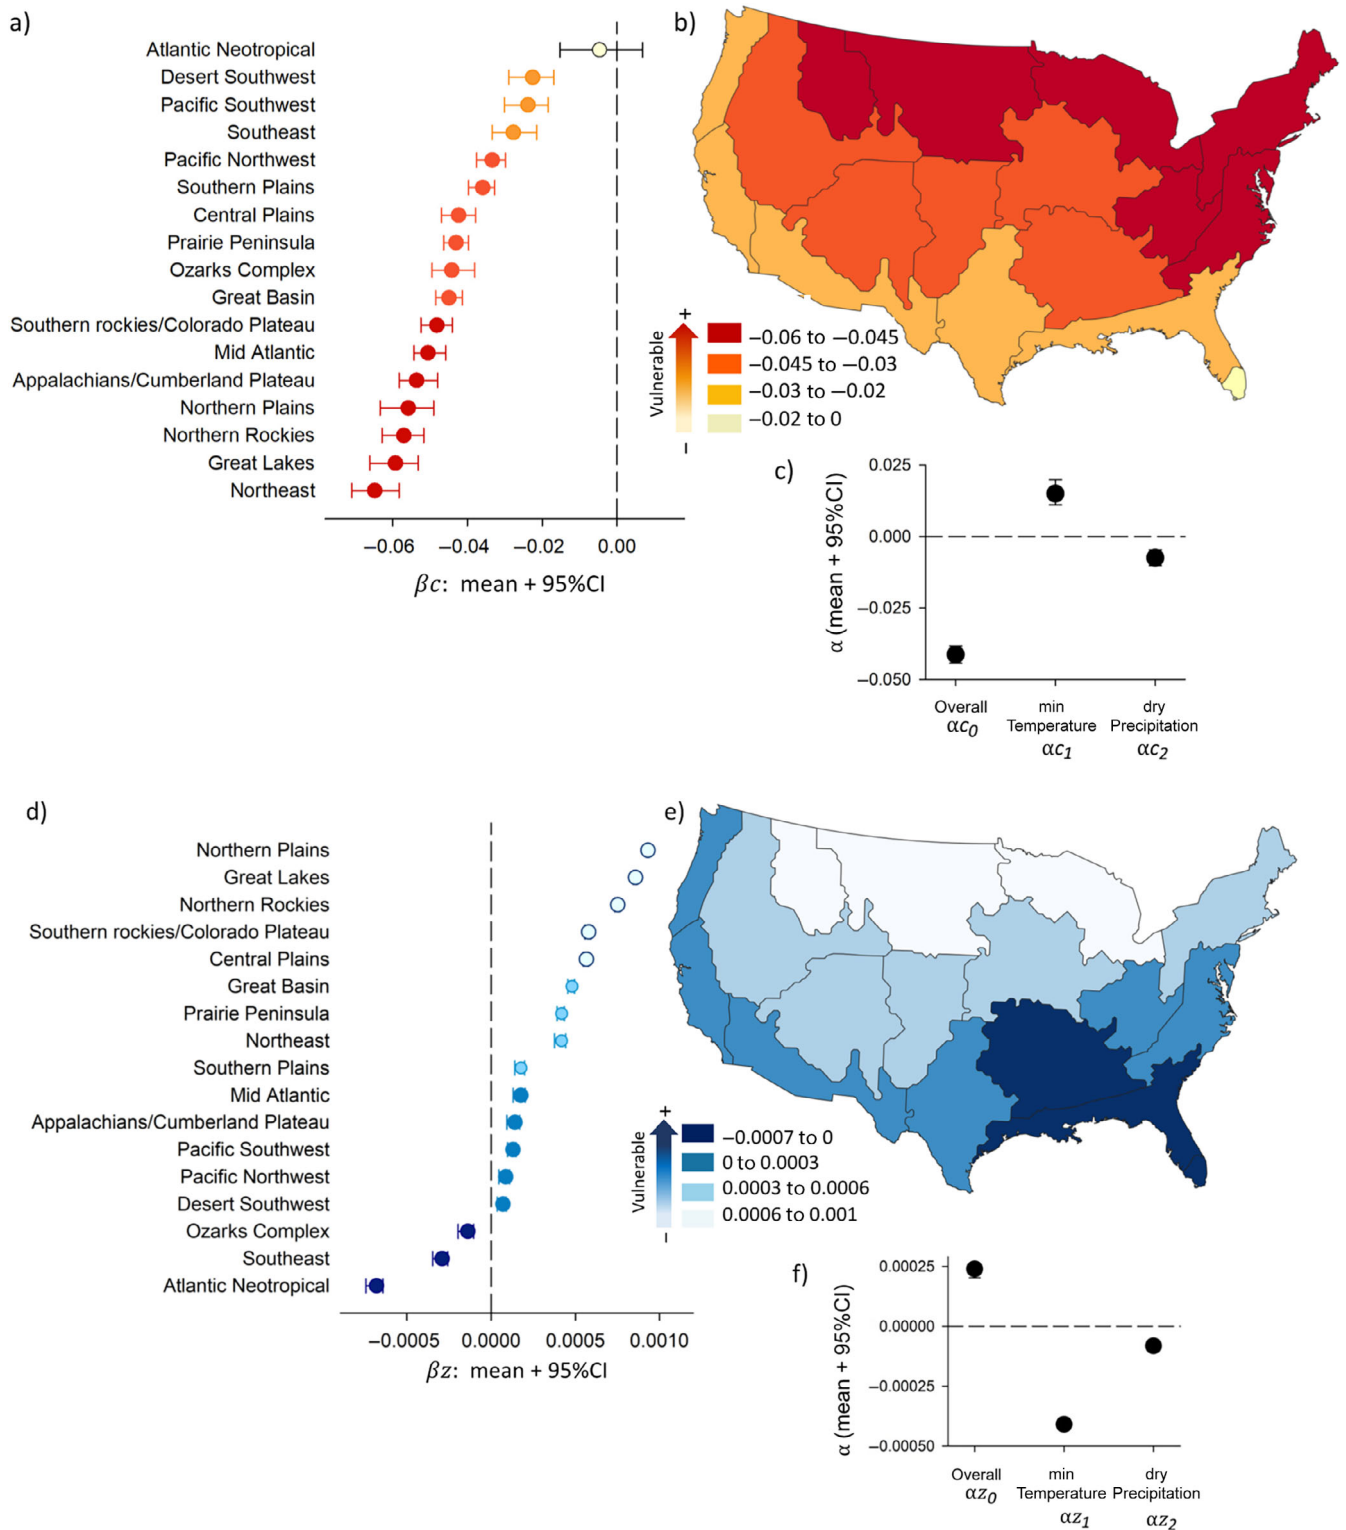 a)
Atlantic Neotropical
Desert Southwest
Pacific Southwest
Southeast
Pacific Northwest
Southern Plains
Central Plains
Prairie Peninsula
Ozarks Complex
Great Basin
Southern rockies/Colorado Plateau
Mid Atlantic
Appalachians/Cumberland Plateau
Northern Plains
Northern Rockies
Great Lakes
Northeast
−0.06 −0.04 −0.02 0.00
βc: mean + 95%CI
b)
+
Vulnerable
−
−0.06 to −0.045
−0.045 to −0.03
−0.03 to −0.02
−0.02 to 0
c)
α (mean + 95%CI)
0.025
0.000
−0.025
−0.050
Overall
αc0
min
Temperature
αc1
dry
Precipitation
αc2
d)
Northern Plains
Great Lakes
Northern Rockies
Southern rockies/Colorado Plateau
Central Plains
Great Basin
Prairie Peninsula
Northeast
Southern Plains
Mid Atlantic
Appalachians/Cumberland Plateau
Pacific Southwest
Pacific Northwest
Desert Southwest
Ozarks Complex
Southeast
Atlantic Neotropical
−0.0005 0.0000 0.0005 0.0010
βz: mean + 95%CI
e)
+
Vulnerable
−
−0.0007 to 0
0 to 0.0003
0.0003 to 0.0006
0.0006 to 0.001
f)
α (mean + 95%CI)
0.00025
0.00000
−0.00025
−0.00050
Overall
αz0
min
Temperature
αz1
dry
Precipitation
αz2